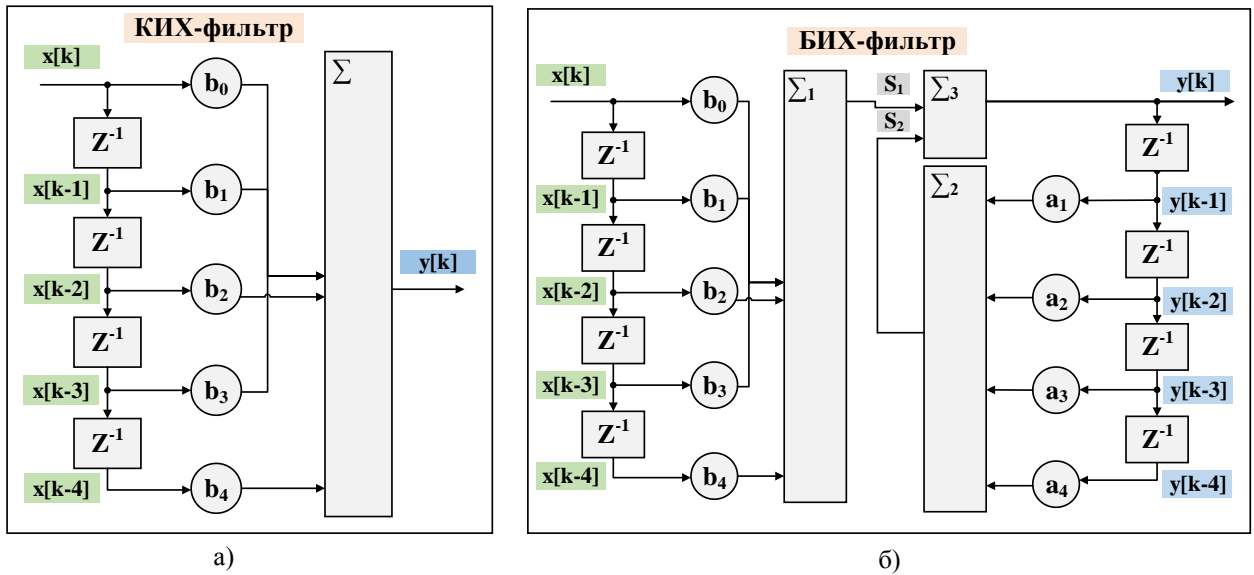 КИХ-фильтр
x[k]
b₀
∑
Z⁻¹
x[k-1]
b₁
Z⁻¹
x[k-2]
b₂
y[k]
Z⁻¹
x[k-3]
b₃
Z⁻¹
x[k-4]
b₄
а)
БИХ-фильтр
x[k]
b₀
∑₁
S₁
S₂
∑₃
y[k]
Z⁻¹
Z⁻¹
x[k-1]
b₁
∑₂
a₁
y[k-1]
Z⁻¹
Z⁻¹
x[k-2]
b₂
a₂
y[k-2]
Z⁻¹
Z⁻¹
x[k-3]
b₃
a₃
y[k-3]
Z⁻¹
Z⁻¹
x[k-4]
b₄
a₄
y[k-4]
б)